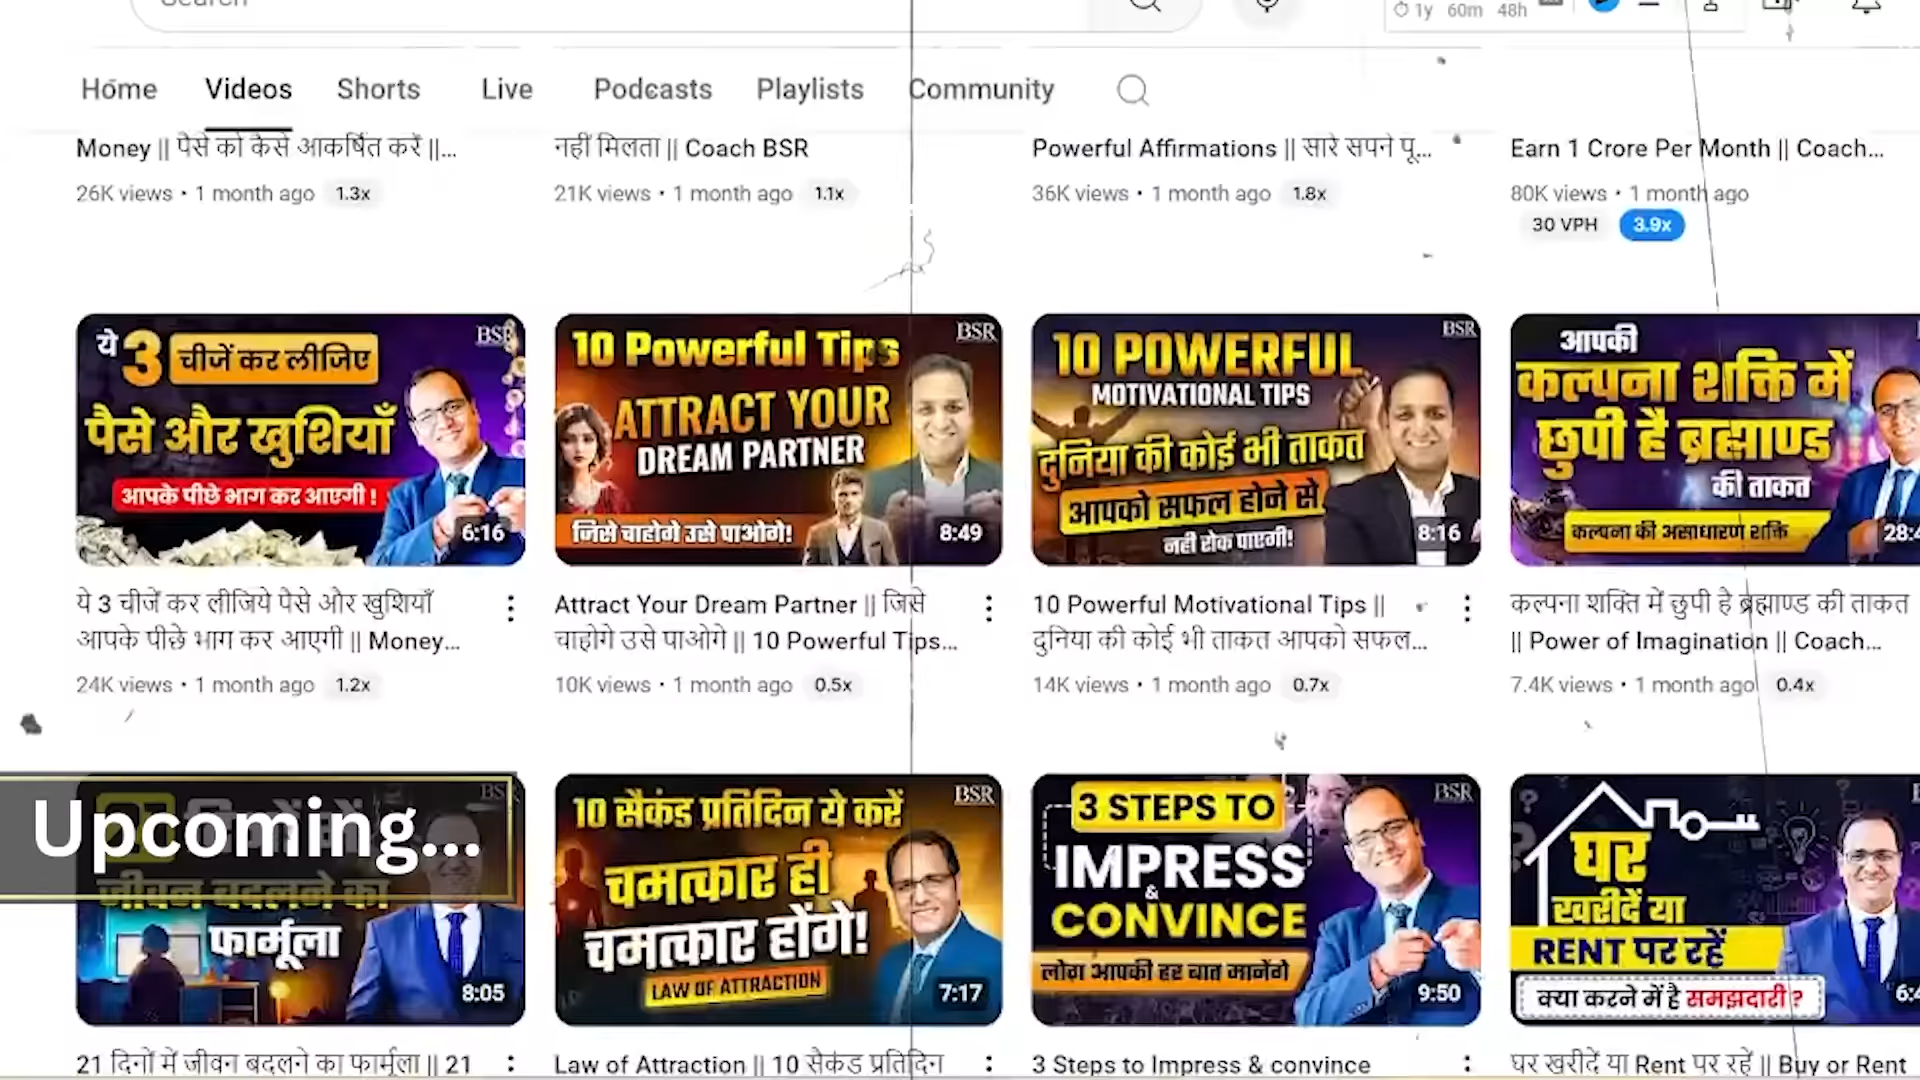 Search
1y 60m 48h
Home Videos Shorts Live Podcasts Playlists Community
Money || पैसे को कैसे आकर्षित करें ||...
26K views • 1 month ago 1.3x
नहीं मिलता || Coach BSR
21K views • 1 month ago 1.1x
Powerful Affirmations || सारे सपने पू...
36K views • 1 month ago 1.8x
Earn 1 Crore Per Month || Coach...
80K views • 1 month ago
30 VPH 3.9x
ये 3 चीजें कर लीजिए
BSR
पैसे और खुशियाँ
आपके पीछे भाग कर आएगी !
6:16
10 Powerful Tips
BSR
ATTRACT YOUR
DREAM PARTNER
जिसे चाहोगे उसे पाओगे!
8:49
10 POWERFUL
BSR
MOTIVATIONAL TIPS
दुनिया की कोई भी ताकत
आपको सफल होने से
नही रोक पाएगी!
8:16
आपकी
कल्पना शक्ति में
छुपी है ब्रह्माण्ड
की ताकत
कल्पना की असाधारण शक्ति
28:4
ये 3 चीजें कर लीजिये पैसे और खुशियाँ
आपके पीछे भाग कर आएगी || Money...
24K views • 1 month ago 1.2x
Attract Your Dream Partner || जिसे
चाहोगे उसे पाओगे || 10 Powerful Tips...
10K views • 1 month ago 0.5x
10 Powerful Motivational Tips ||
दुनिया की कोई भी ताकत आपको सफल...
14K views • 1 month ago 0.7x
कल्पना शक्ति में छुपी है ब्रह्माण्ड की ताकत
|| Power of Imagination || Coach...
7.4K views • 1 month ago 0.4x
Upcoming...
BSR
जीवन बदलने का
फार्मूला
8:05
10 सैकंड प्रतिदिन ये करें
BSR
चमत्कार ही
चमत्कार होंगे!
LAW OF ATTRACTION
7:17
3 STEPS TO
BSR
IMPRESS
&
CONVINCE
लोग आपकी हर बात मानेंगे
9:50
घर
खरीदें या
RENT पर रहें
क्या करने में है समझदारी ?
6:4
21 दिनों में जीवन बदलने का फार्मूला || 21
Law of Attraction || 10 सैकंड प्रतिदिन
3 Steps to Impress & convince
घर खरीदें या Rent पर रहें || Buy or Rent